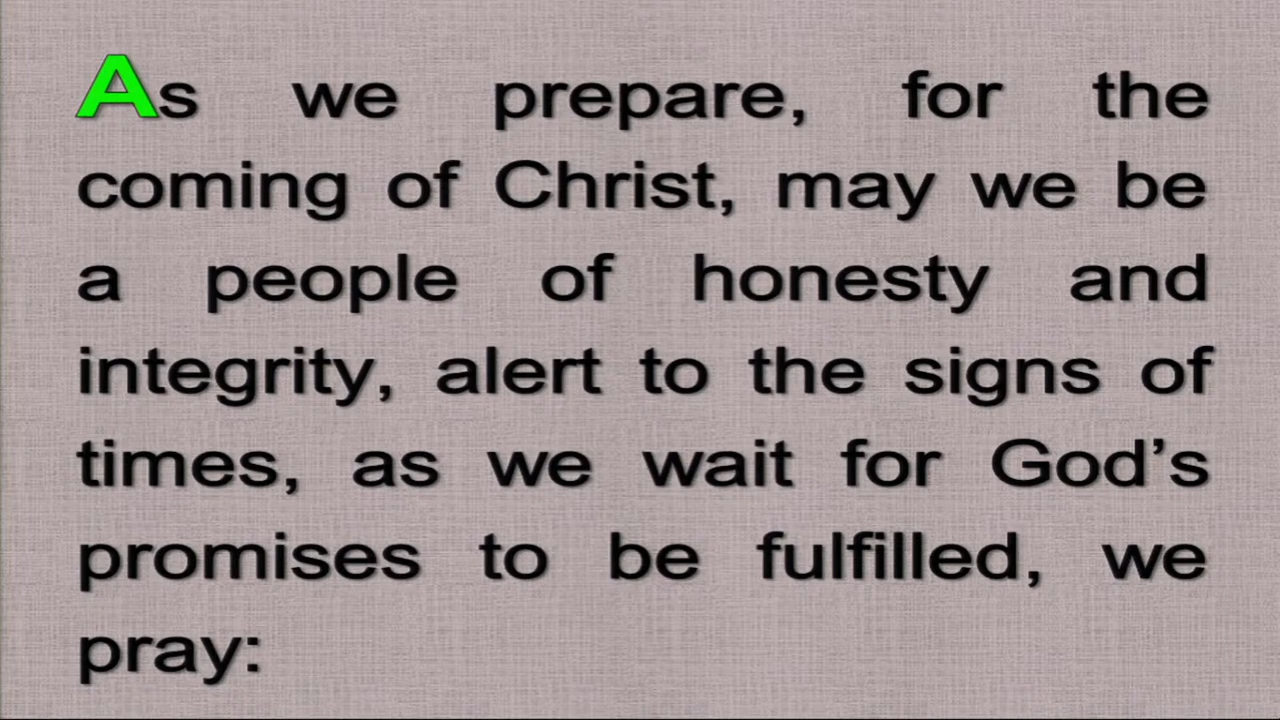 As we prepare, for the
coming of Christ, may we be
a people of honesty and
integrity, alert to the signs of
times, as we wait for God’s
promises to be fulfilled, we
pray: